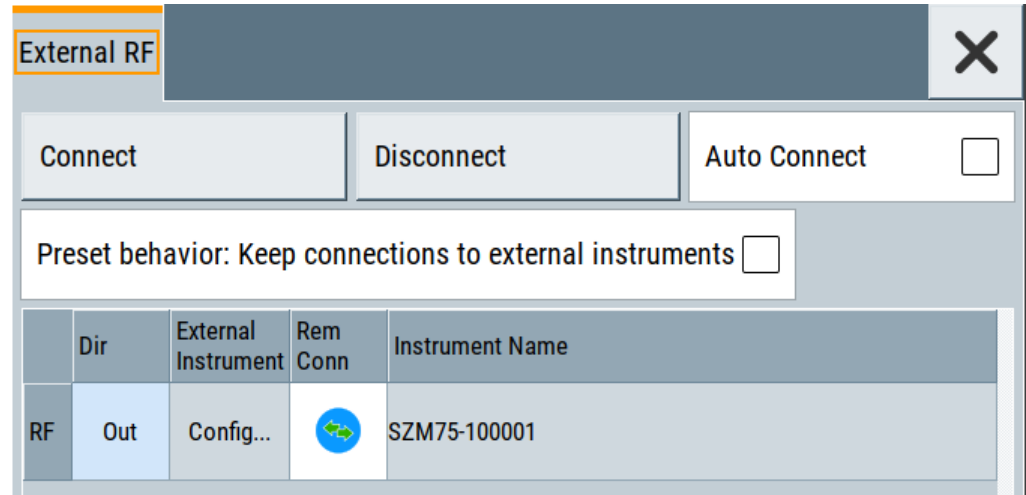 External RF
Connect
Disconnect
Auto Connect
Preset behavior: Keep connections to external instruments
Dir
External
Instrument
Rem
Conn
Instrument Name
RF
Out
Config...
SZM75-100001